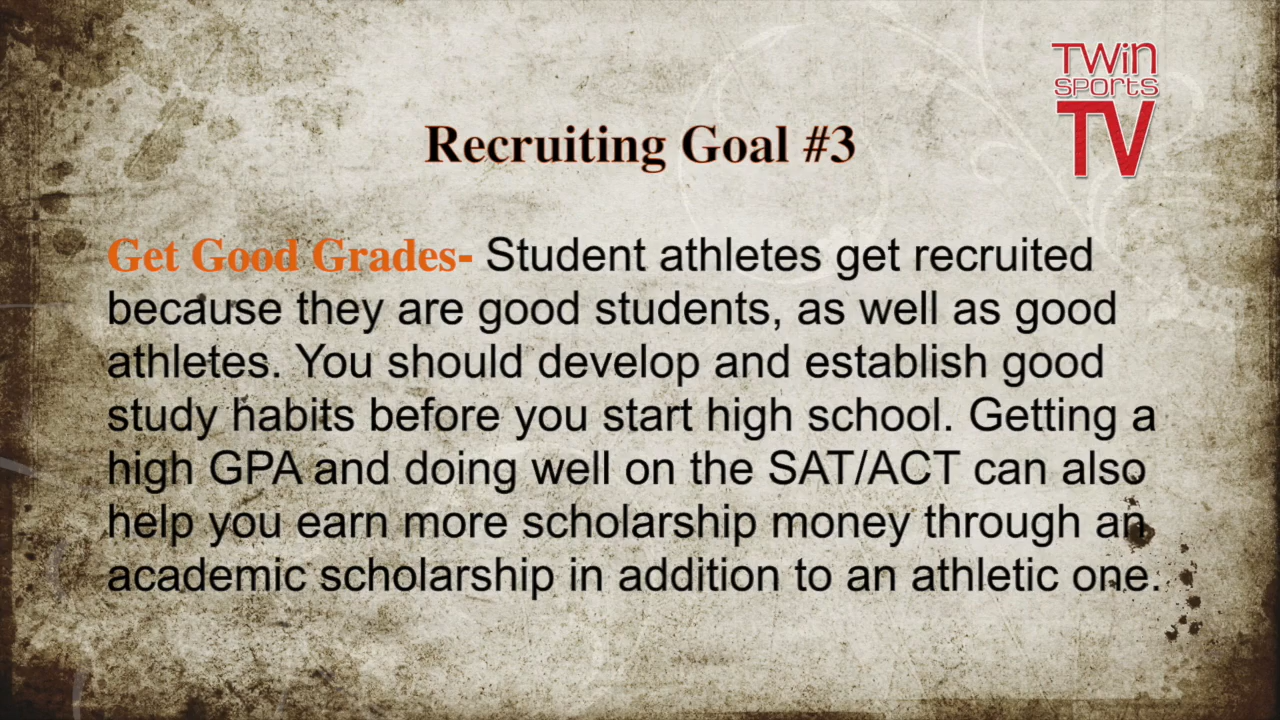 TWin
sports
TV
Recruiting Goal #3
Get Good Grades- Student athletes get recruited
because they are good students, as well as good
athletes. You should develop and establish good
study habits before you start high school. Getting a
high GPA and doing well on the SAT/ACT can also
help you earn more scholarship money through an
academic scholarship in addition to an athletic one.